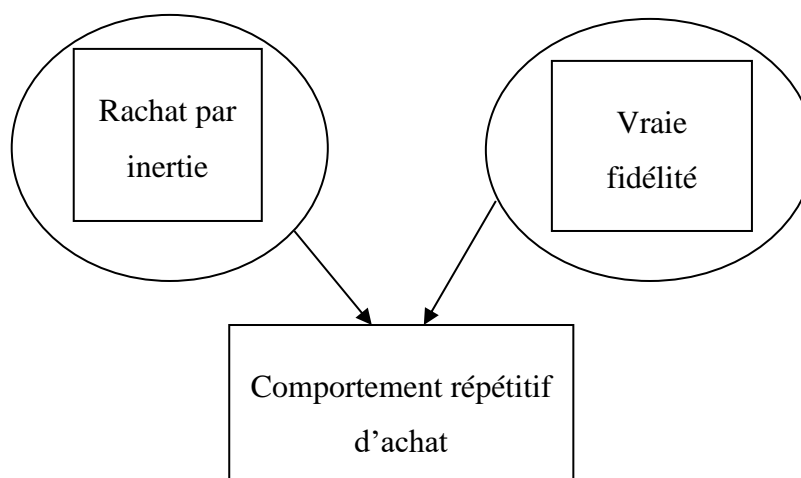 Rachat par
inertie
Vraie
fidélité
Comportement répétitif
d’achat